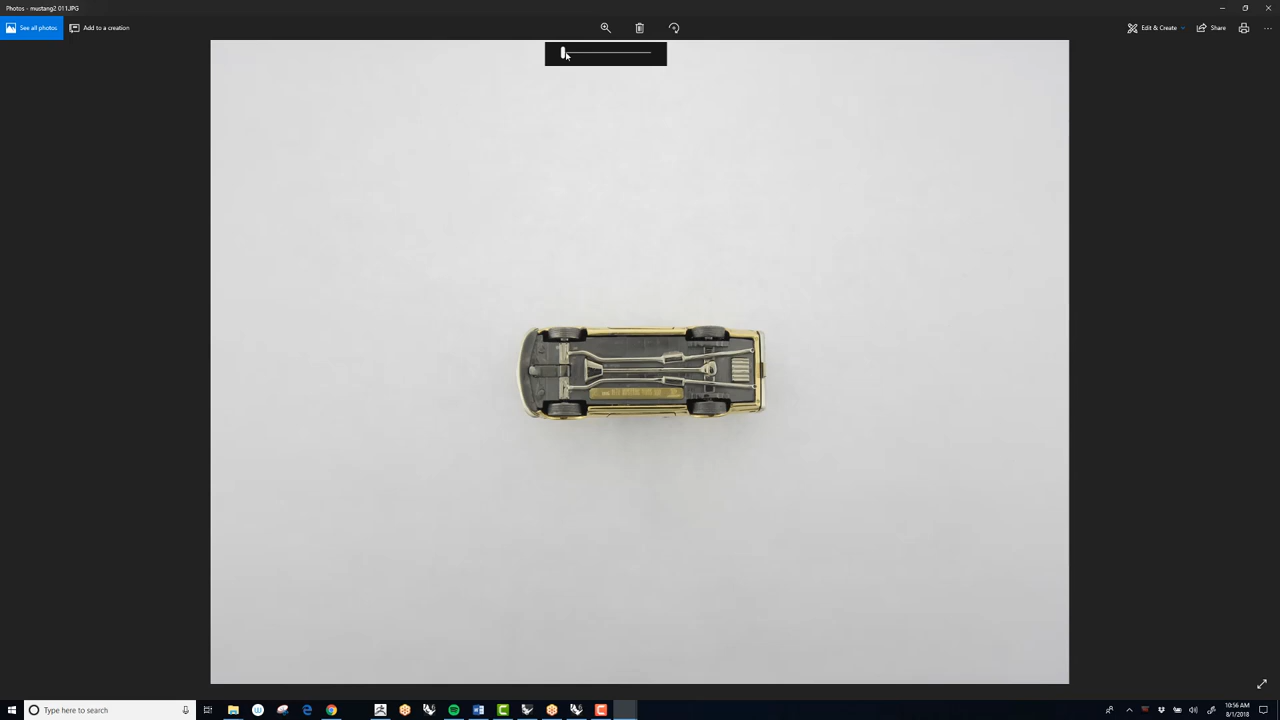 Photos - mustang2 011.JPG
See all photos
Add to a creation
Edit & Create
Share
Type here to search
10:56 AM
8/1/2018